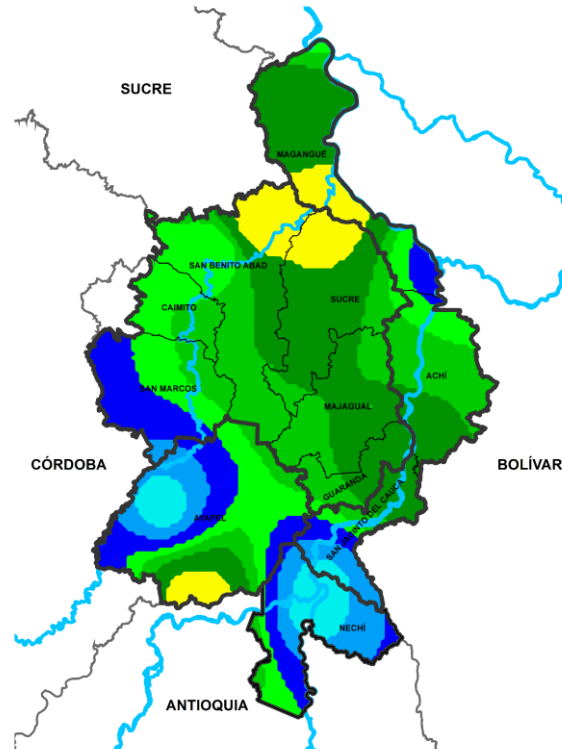 SUCRE
MAGANGUÉ
SAN BENITO ABAD
SUCRE
CAIMITO
ACHÍ
SAN MARCOS
MAJAGUAL
CÓRDOBA
BOLÍVAR
GUARANDA
AYAPEL
SAN JACINTO DEL CAUCA
NECHÍ
ANTIOQUIA